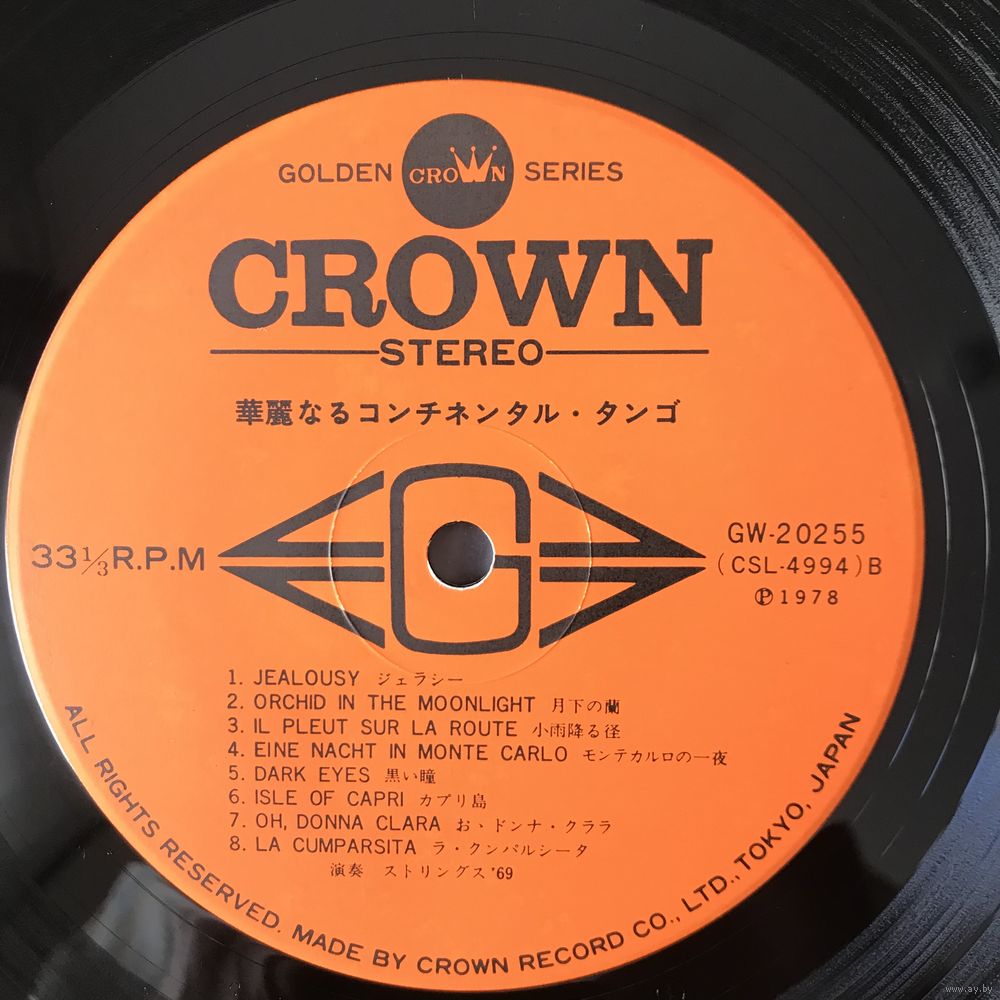 GOLDEN CROWN SERIES
CROWN
STEREO
華麗なるコンチネンタル・タンゴ
G
33⅓R.P.M
GW-20255
(CSL-4994)B
Ⓟ1978
1. JEALOUSY ジェラシー
2. ORCHID IN THE MOONLIGHT 月下の蘭
3. IL PLEUT SUR LA ROUTE 小雨降る径
4. EINE NACHT IN MONTE CARLO モンテカルロの一夜
5. DARK EYES 黒い瞳
6. ISLE OF CAPRI カプリ島
7. OH, DONNA CLARA お、ドンナ・クララ
8. LA CUMPARSITA ラ・クンパルシータ
演奏 ストリングス'69
ALL RIGHTS RESERVED. MADE BY CROWN RECORD CO., LTD., TOKYO, JAPAN
www.ay.by